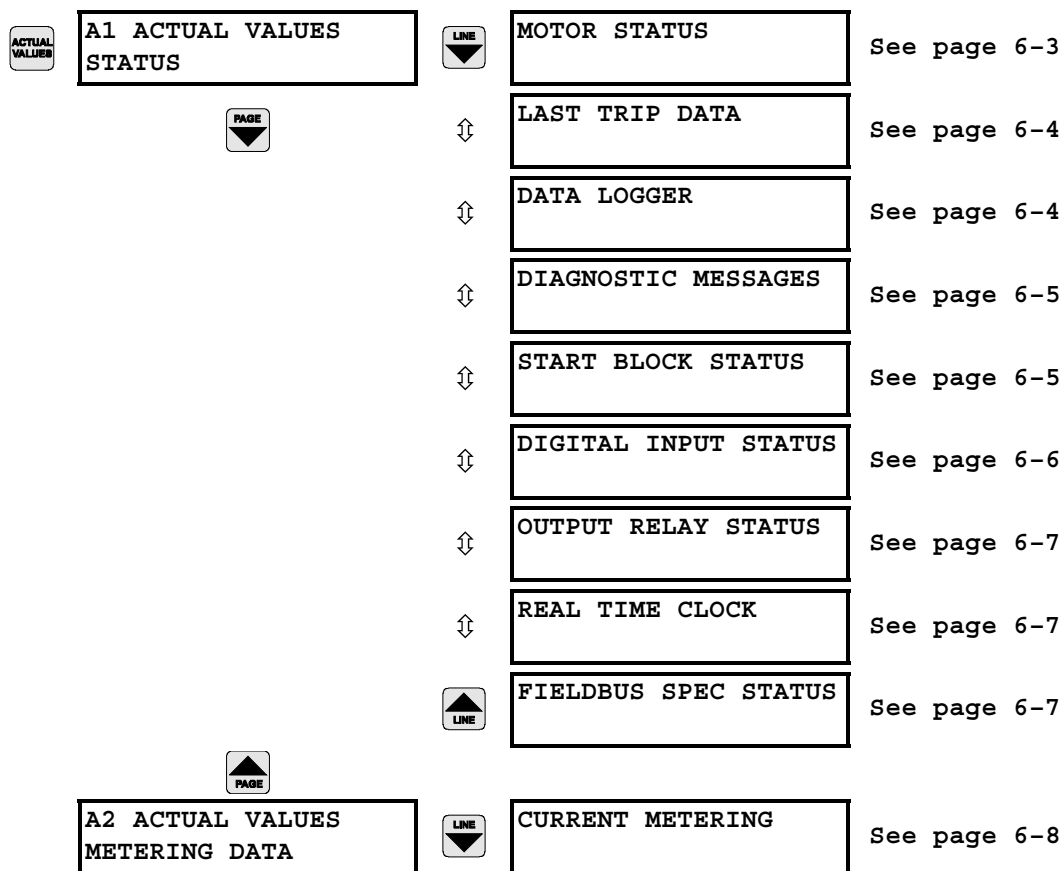 ACTUAL
VALUES
A1 ACTUAL VALUES
STATUS
LINE
MOTOR STATUS
See page 6–3
PAGE
LAST TRIP DATA
See page 6–4
DATA LOGGER
See page 6–4
DIAGNOSTIC MESSAGES
See page 6–5
START BLOCK STATUS
See page 6–5
DIGITAL INPUT STATUS
See page 6–6
OUTPUT RELAY STATUS
See page 6–7
REAL TIME CLOCK
See page 6–7
LINE
FIELDBUS SPEC STATUS
See page 6–7
PAGE
A2 ACTUAL VALUES
METERING DATA
LINE
CURRENT METERING
See page 6–8